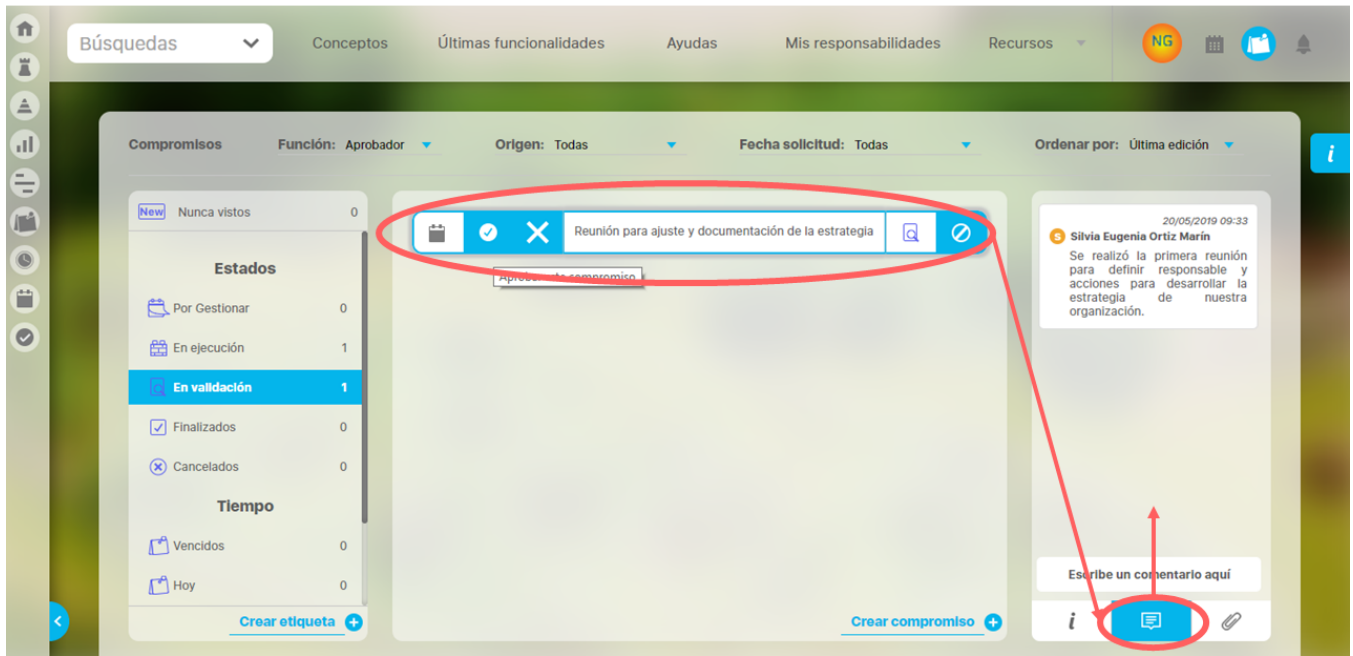 Búsquedas
Conceptos
Últimas funcionalidades
Ayudas
Mis responsabilidades
Recursos
NG
Compromisos
Función: Aprobador
Origen: Todas
Fecha solicitud: Todas
Ordenar por: Última edición
i
New Nunca vistos 0
Estados
Por Gestionar 0
En ejecución 1
En validación 1
Finalizados 0
Cancelados 0
Tiempo
Vencidos 0
Hoy 0
Crear etiqueta
Reunión para ajuste y documentación de la estrategia
compromiso
Crear compromiso
20/05/2019 09:33
S Silvia Eugenia Ortiz Marín
Se realizó la primera reunión
para definir responsable y
acciones para desarrollar la
estrategia de nuestra
organización.
Escribe un comentario aquí
i